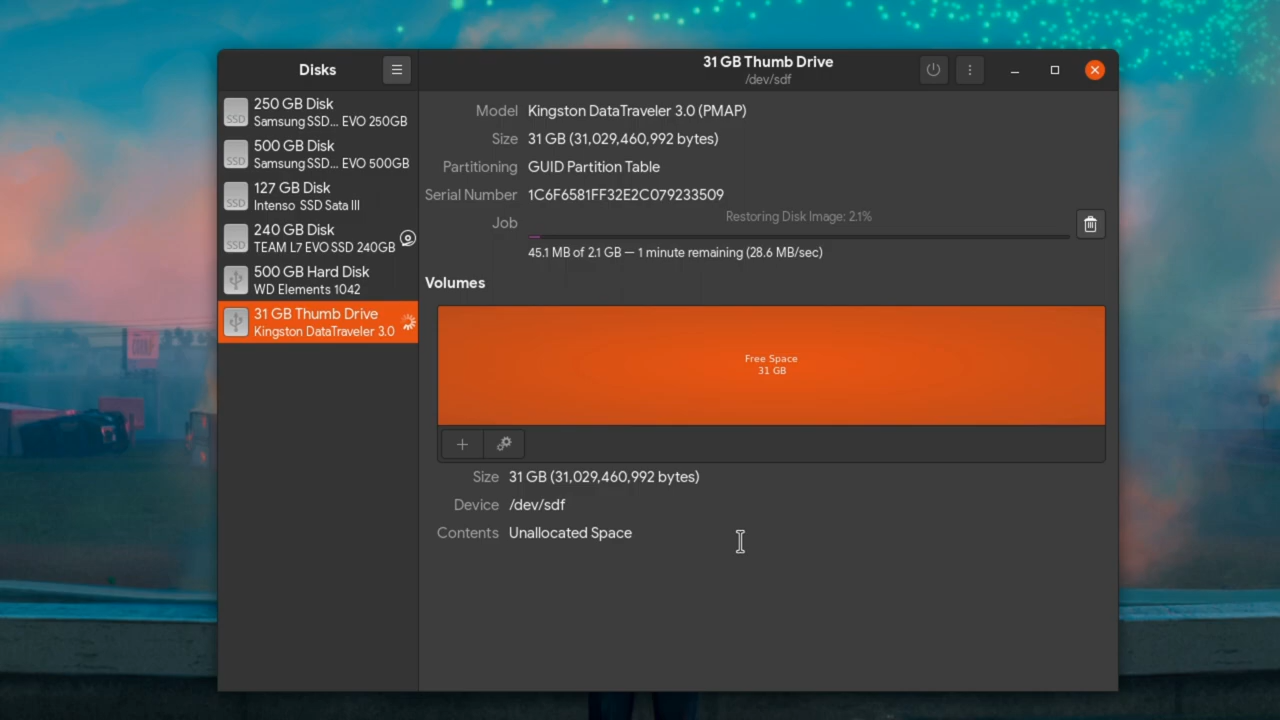 Disks
31 GB Thumb Drive
/dev/sdf
250 GB Disk
Samsung SSD... EVO 250GB
500 GB Disk
Samsung SSD... EVO 500GB
127 GB Disk
Intenso SSD Sata III
240 GB Disk
TEAM L7 EVO SSD 240GB
500 GB Hard Disk
WD Elements 1042
31 GB Thumb Drive
Kingston DataTraveler 3.0
SSD
SSD
SSD
SSD
Model Kingston DataTraveler 3.0 (PMAP)
Size 31 GB (31,029,460,992 bytes)
Partitioning GUID Partition Table
Serial Number 1C6F6581FF32E2C079233509
Job Restoring Disk Image: 2.1%
45.1 MB of 2.1 GB — 1 minute remaining (28.6 MB/sec)
Volumes
Free Space
31 GB
Size 31 GB (31,029,460,992 bytes)
Device /dev/sdf
Contents Unallocated Space